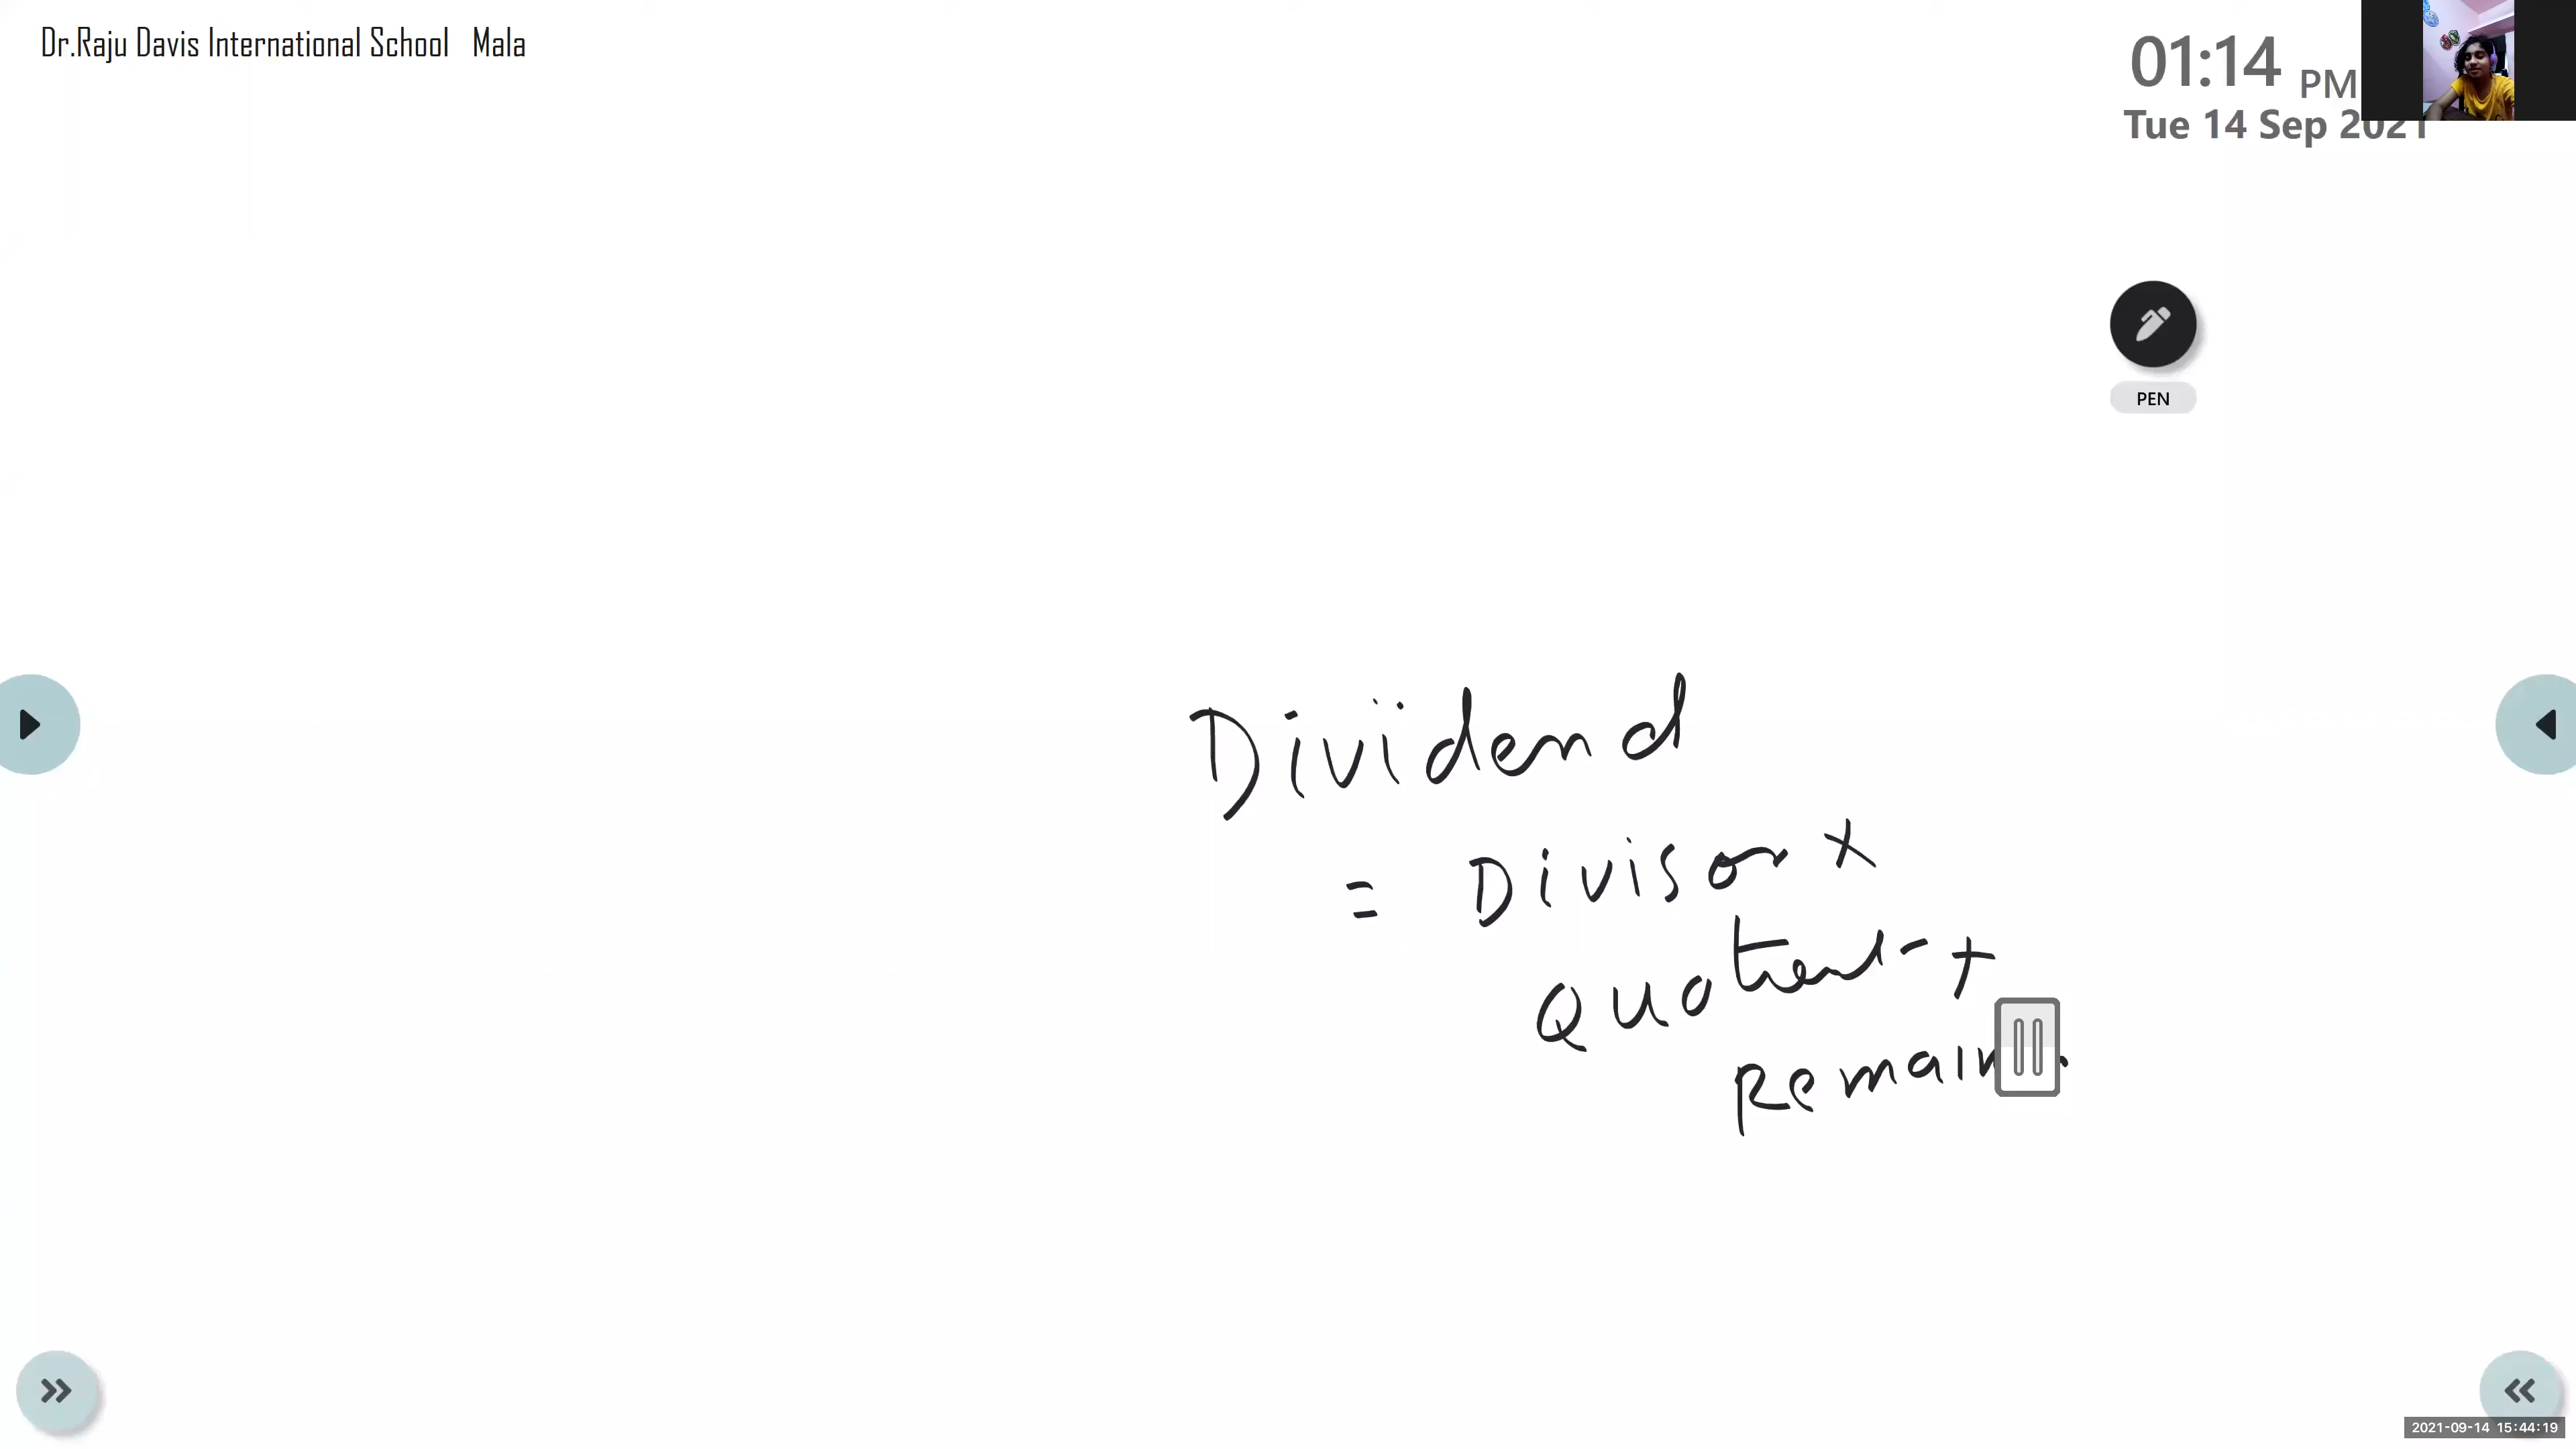 Dr.Raju Davis International School Mala
01:14 PM
Tue 14 Sep 2021
PEN
Dividend
= Divisor ×
Quotient +
2021-09-14 15:44:19